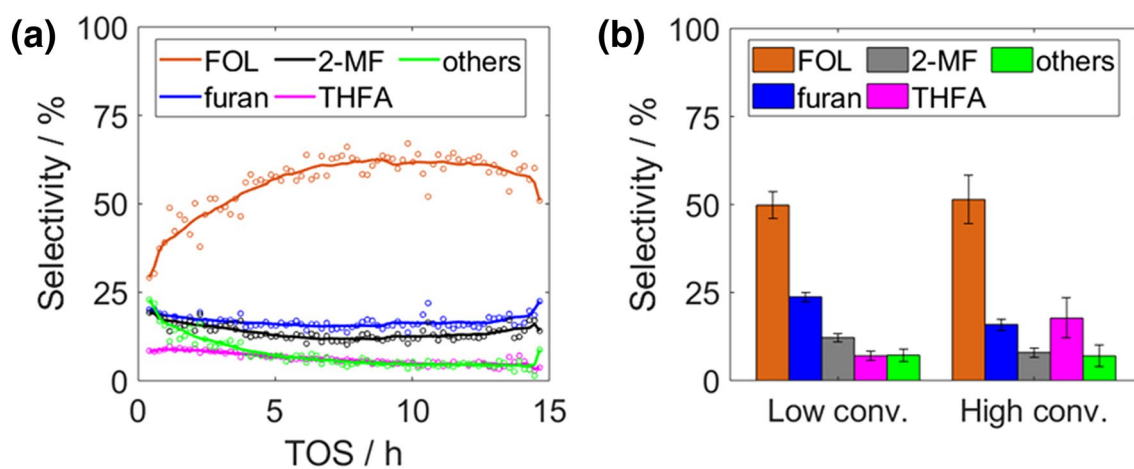 (a)
100
75
50
25
0
Selectivity / %
FOL 2-MF others
furan THFA
0 5 10 15
TOS / h
(b)
100
75
50
25
0
Selectivity / %
FOL 2-MF others
furan THFA
Low conv. High conv.